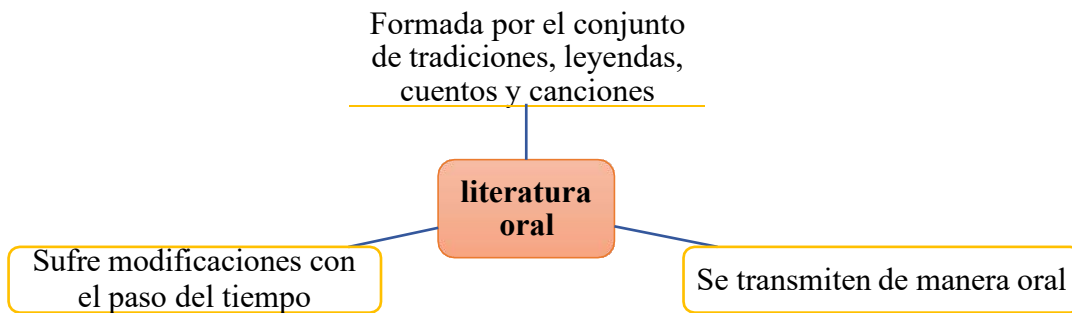 Formada por el conjunto
de tradiciones, leyendas,
cuentos y canciones
literatura
oral
Sufre modificaciones con
el paso del tiempo
Se transmiten de manera oral